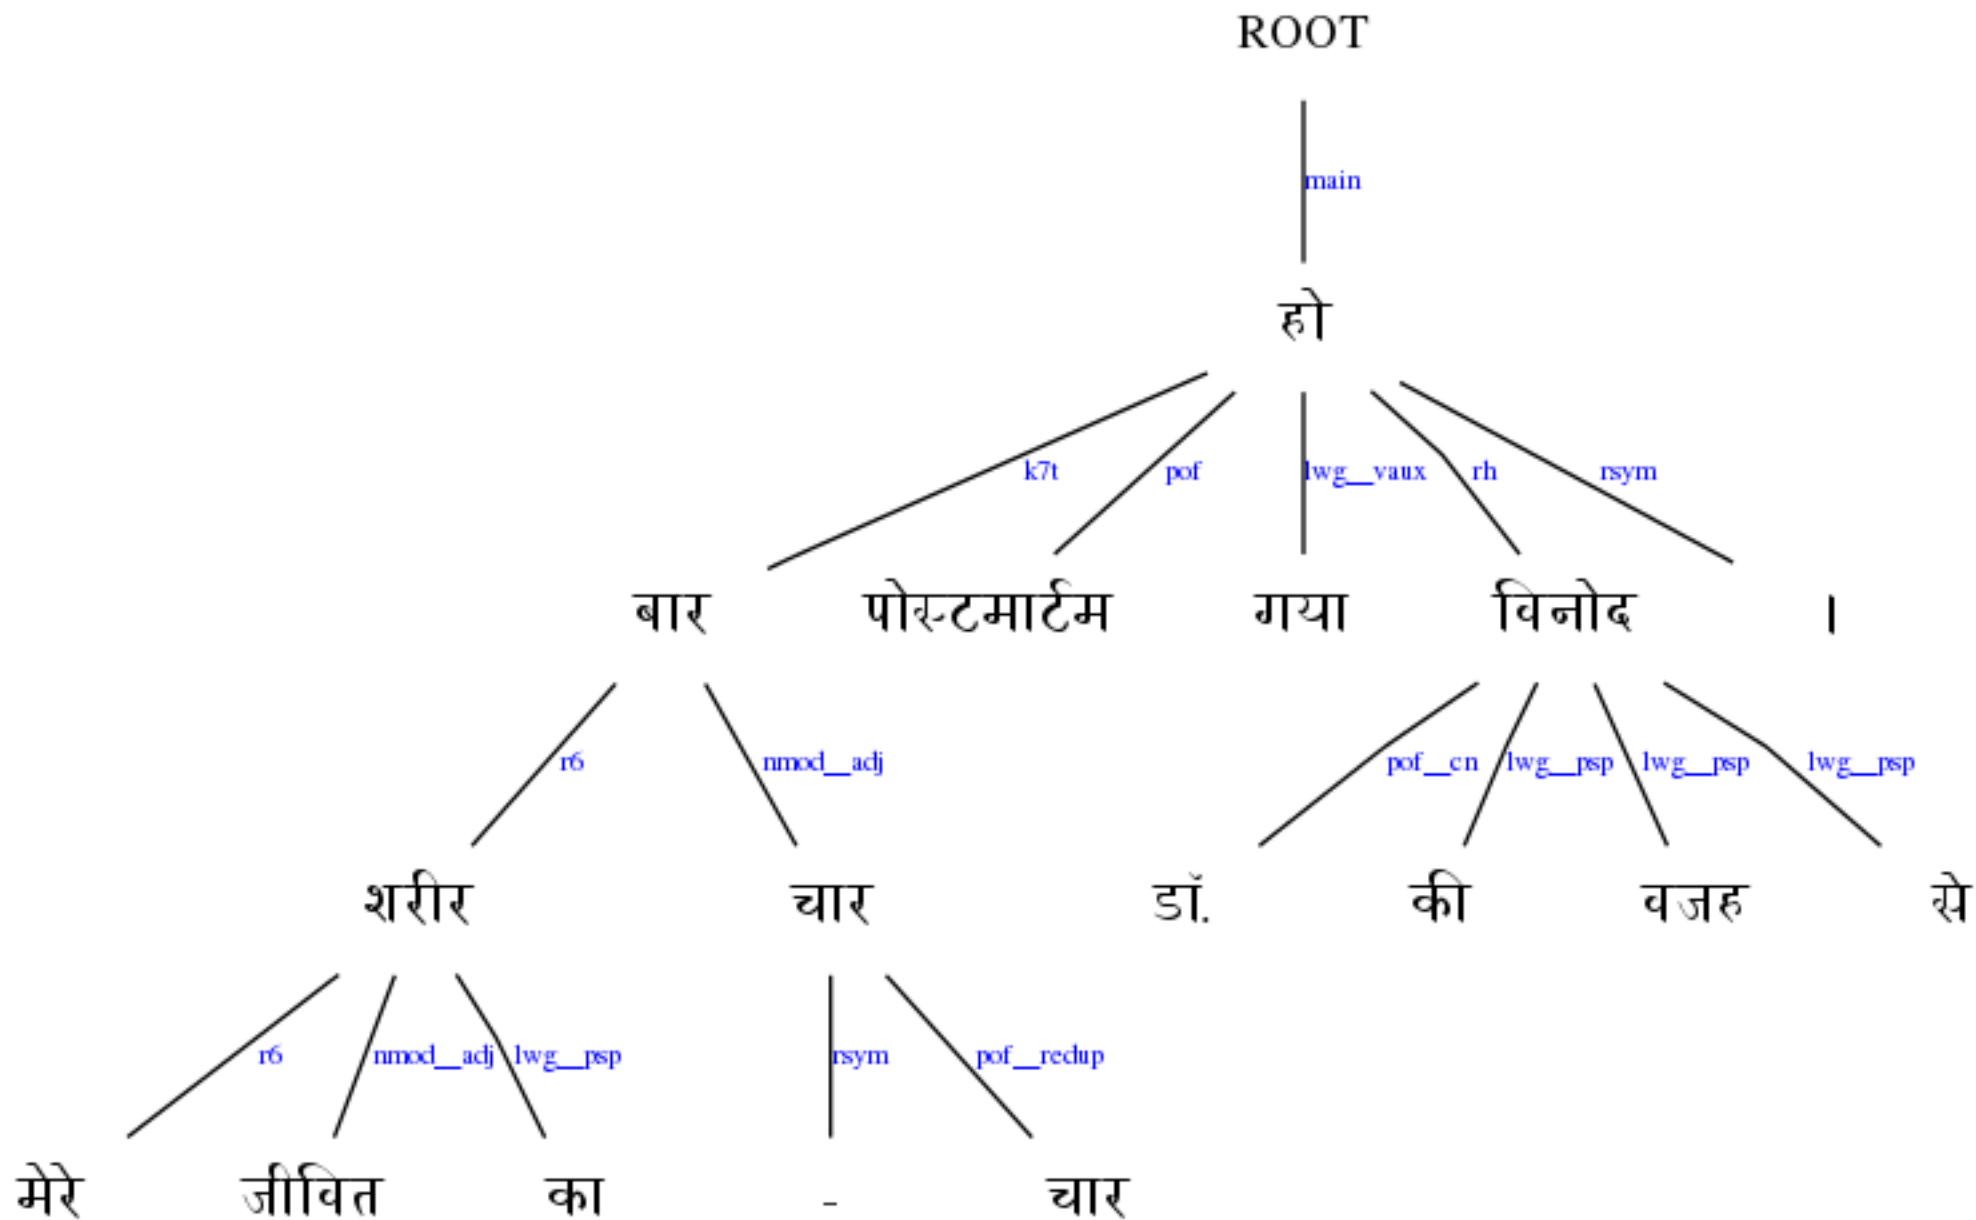 ROOT
main
हो
k7t pof lwg__vaux rh rsym
बार पोस्टमार्टम गया विनोद ।
r6 nmod__adj pof__cn lwg__psp lwg__psp lwg__psp
शरीर चार डॉ. की वजह से
r6 nmod__adj lwg__psp rsym pof__redup
मेरे जीवित का - चार